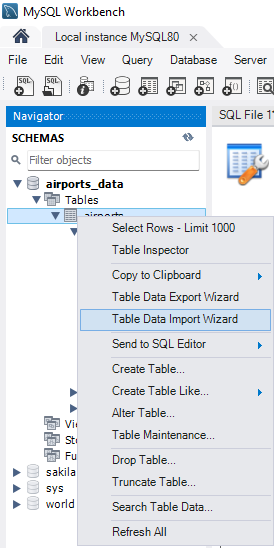 MySQL Workbench
Local instance MySQL80
File Edit View Query Database Server
Navigator
SCHEMAS
SQL File 1
Filter objects
airports_data
Tables
airports
Select Rows - Limit 1000
Table Inspector
Copy to Clipboard
Table Data Export Wizard
Table Data Import Wizard
Send to SQL Editor
Create Table...
Create Table Like...
Alter Table...
Table Maintenance...
Drop Table...
Truncate Table...
Search Table Data...
Refresh All
Vi
Sto
Fu
sakila
sys
world